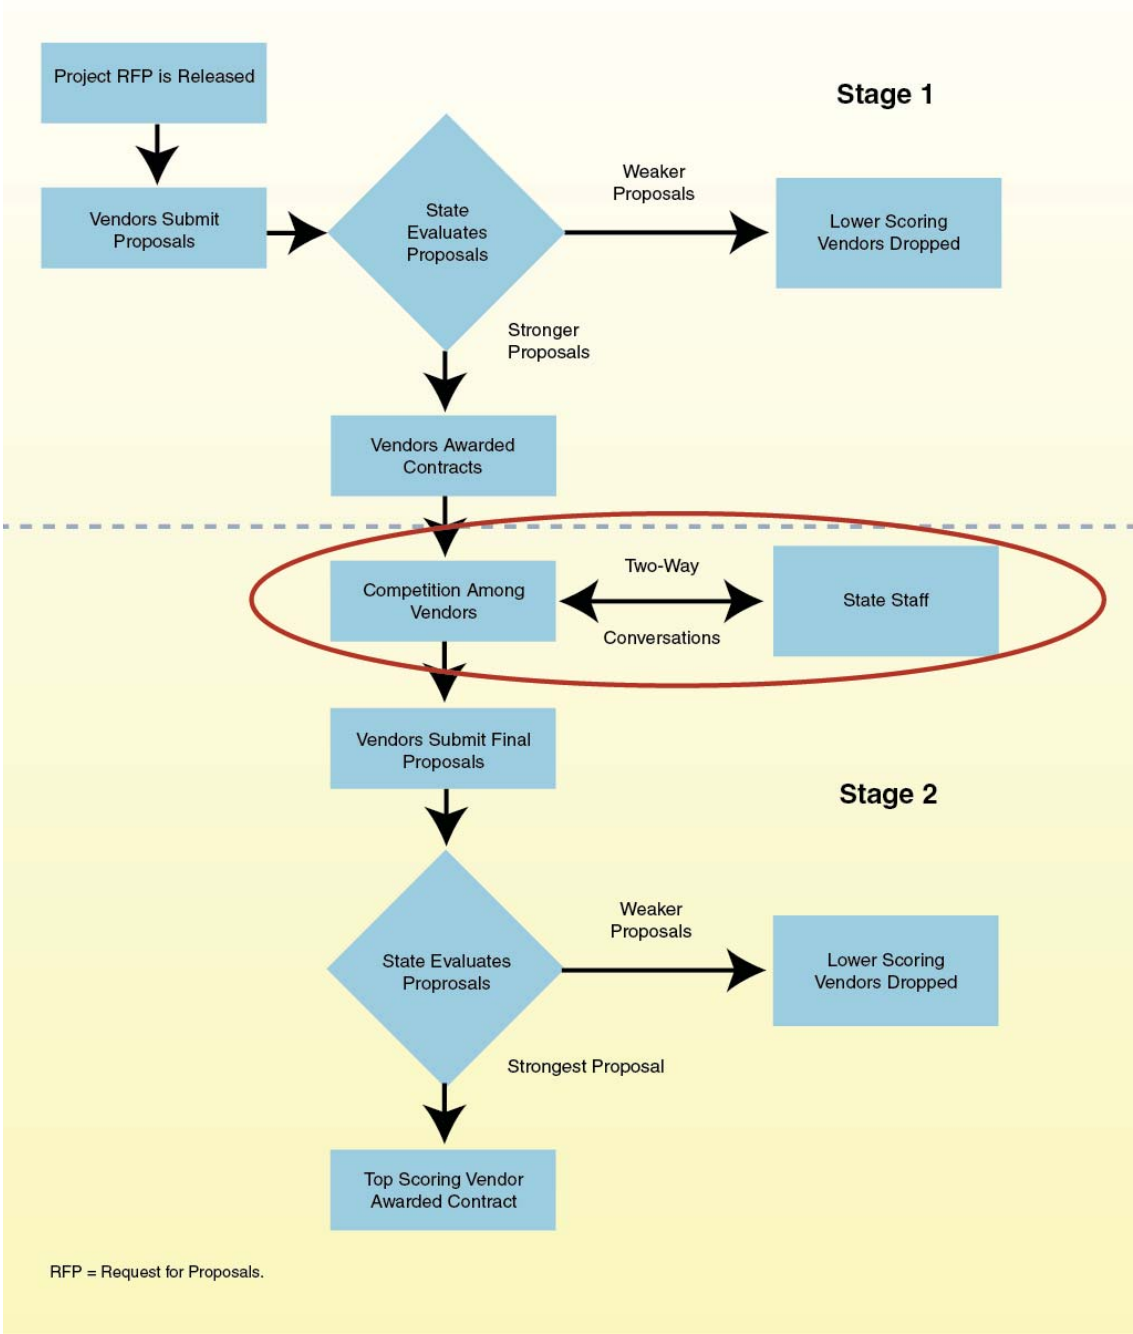 Project RFP is Released
Stage 1
Vendors Submit
Proposals
State
Evaluates
Proposals
Weaker
Proposals
Lower Scoring
Vendors Dropped
Stronger
Proposals
Vendors Awarded
Contracts
Competition Among
Vendors
Two-Way
Conversations
State Staff
Vendors Submit Final
Proposals
Stage 2
State Evaluates
Proprosals
Weaker
Proposals
Lower Scoring
Vendors Dropped
Strongest Proposal
Top Scoring Vendor
Awarded Contract
RFP = Request for Proposals.